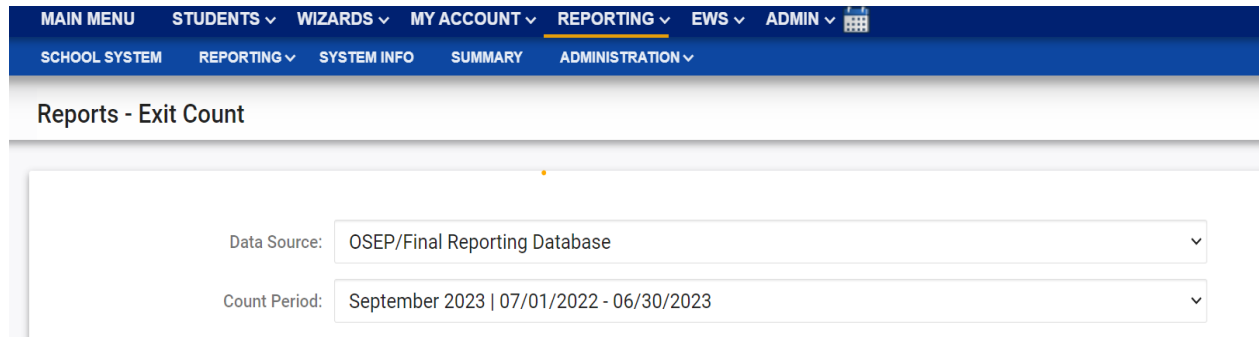 MAIN MENU STUDENTS WIZARDS MY ACCOUNT REPORTING EWS ADMIN
SCHOOL SYSTEM REPORTING SYSTEM INFO SUMMARY ADMINISTRATION
Reports - Exit Count
Data Source: OSEP/Final Reporting Database
Count Period: September 2023 | 07/01/2022 - 06/30/2023